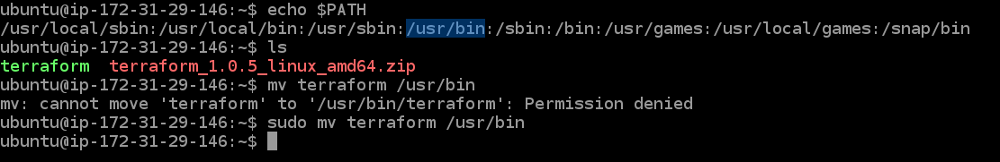 ubuntu@ip-172-31-29-146:~$ echo $PATH
/usr/local/sbin:/usr/local/bin:/usr/sbin:/usr/bin:/sbin:/bin:/usr/games:/usr/local/games:/snap/bin
ubuntu@ip-172-31-29-146:~$ ls
terraform  terraform_1.0.5_linux_amd64.zip
ubuntu@ip-172-31-29-146:~$ mv terraform /usr/bin
mv: cannot move 'terraform' to '/usr/bin/terraform': Permission denied
ubuntu@ip-172-31-29-146:~$ sudo mv terraform /usr/bin
ubuntu@ip-172-31-29-146:~$